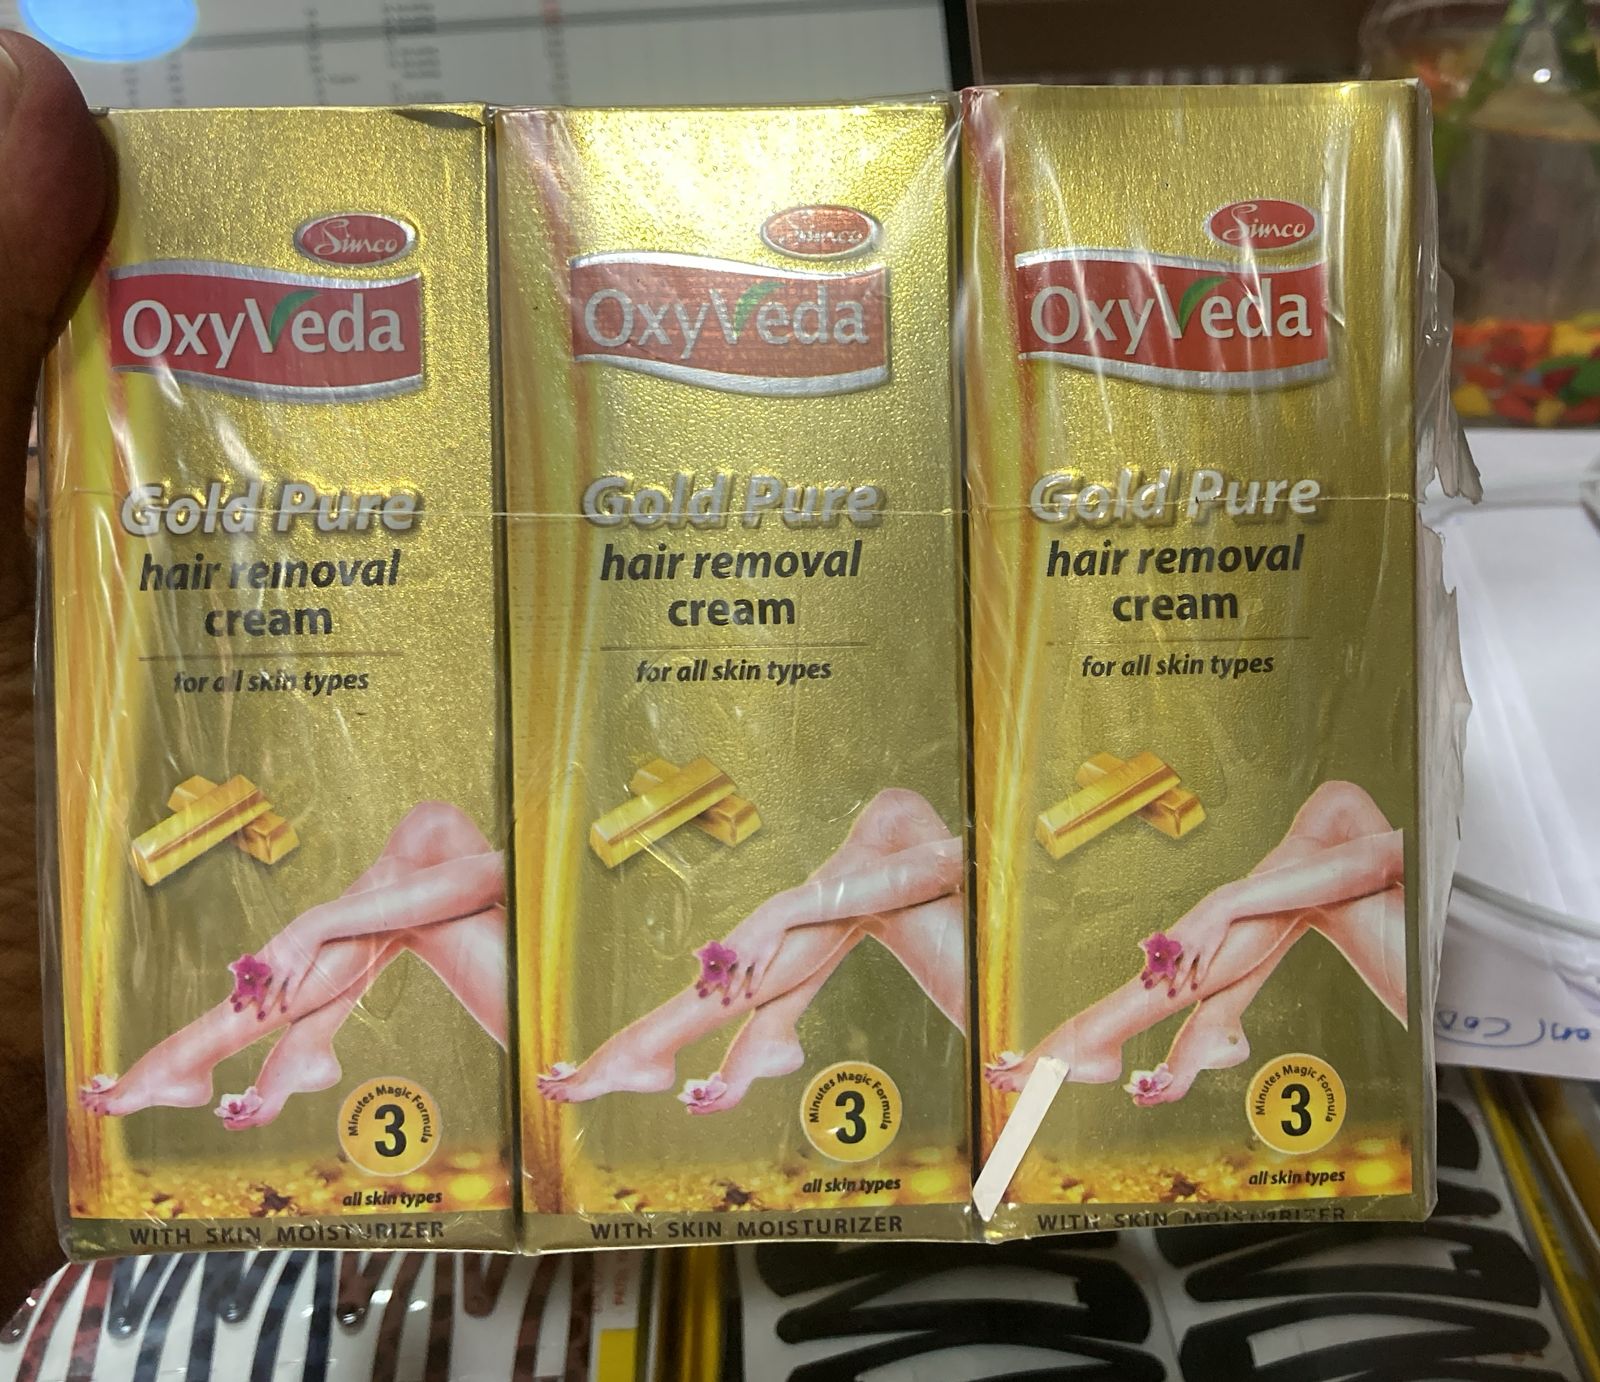 Simco
OxyVeda
Gold Pure
hair removal
cream
for all skin types
Minutes Magic Formula
3
all skin types
WITH SKIN MOISTURIZER
Simco
OxyVeda
Gold Pure
hair removal
cream
for all skin types
Minutes Magic Formula
3
all skin types
WITH SKIN MOISTURIZER
Simco
OxyVeda
Gold Pure
hair removal
cream
for all skin types
Minutes Magic Formula
3
all skin types
WITH SKIN MOISTURIZER